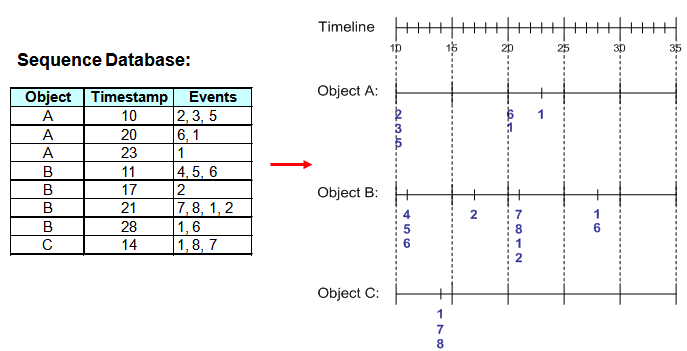 Sequence Database:
Object Timestamp Events
A 10 2, 3, 5
A 20 6, 1
A 23 1
B 11 4, 5, 6
B 17 2
B 21 7, 8, 1, 2
B 28 1, 6
C 14 1, 8, 7
Timeline
10 15 20 25 30 35
Object A:
2 6 1
3 1
5
Object B:
4 2 7 1
5 8 6
6 1
2
Object C:
1
7
8